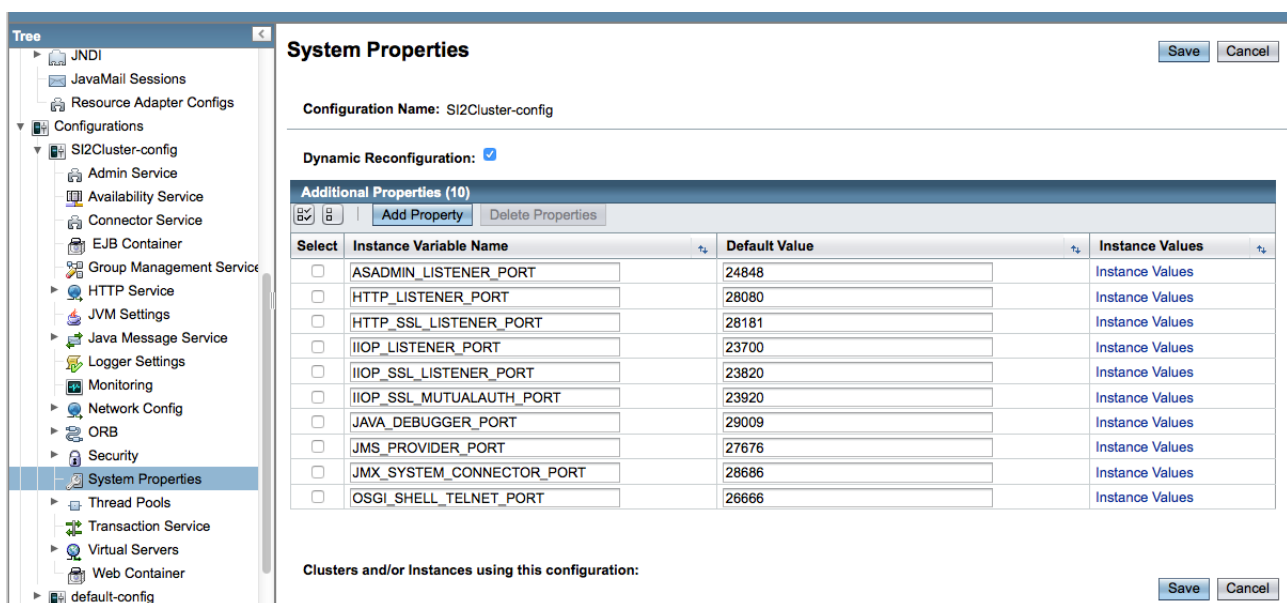 Tree
JNDI
JavaMail Sessions
Resource Adapter Configs
Configurations
SI2Cluster-config
Admin Service
Availability Service
Connector Service
EJB Container
Group Management Service
HTTP Service
JVM Settings
Java Message Service
Logger Settings
Monitoring
Network Config
ORB
Security
System Properties
Thread Pools
Transaction Service
Virtual Servers
Web Container
default-config
System Properties
Save Cancel
Configuration Name: SI2Cluster-config
Dynamic Reconfiguration:
Additional Properties (10)
Add Property Delete Properties
Select Instance Variable Name Default Value Instance Values
ASADMIN_LISTENER_PORT 24848 Instance Values
HTTP_LISTENER_PORT 28080 Instance Values
HTTP_SSL_LISTENER_PORT 28181 Instance Values
IIOP_LISTENER_PORT 23700 Instance Values
IIOP_SSL_LISTENER_PORT 23820 Instance Values
IIOP_SSL_MUTUALAUTH_PORT 23920 Instance Values
JAVA_DEBUGGER_PORT 29009 Instance Values
JMS_PROVIDER_PORT 27676 Instance Values
JMX_SYSTEM_CONNECTOR_PORT 28686 Instance Values
OSGI_SHELL_TELNET_PORT 26666 Instance Values
Clusters and/or Instances using this configuration:
Save Cancel